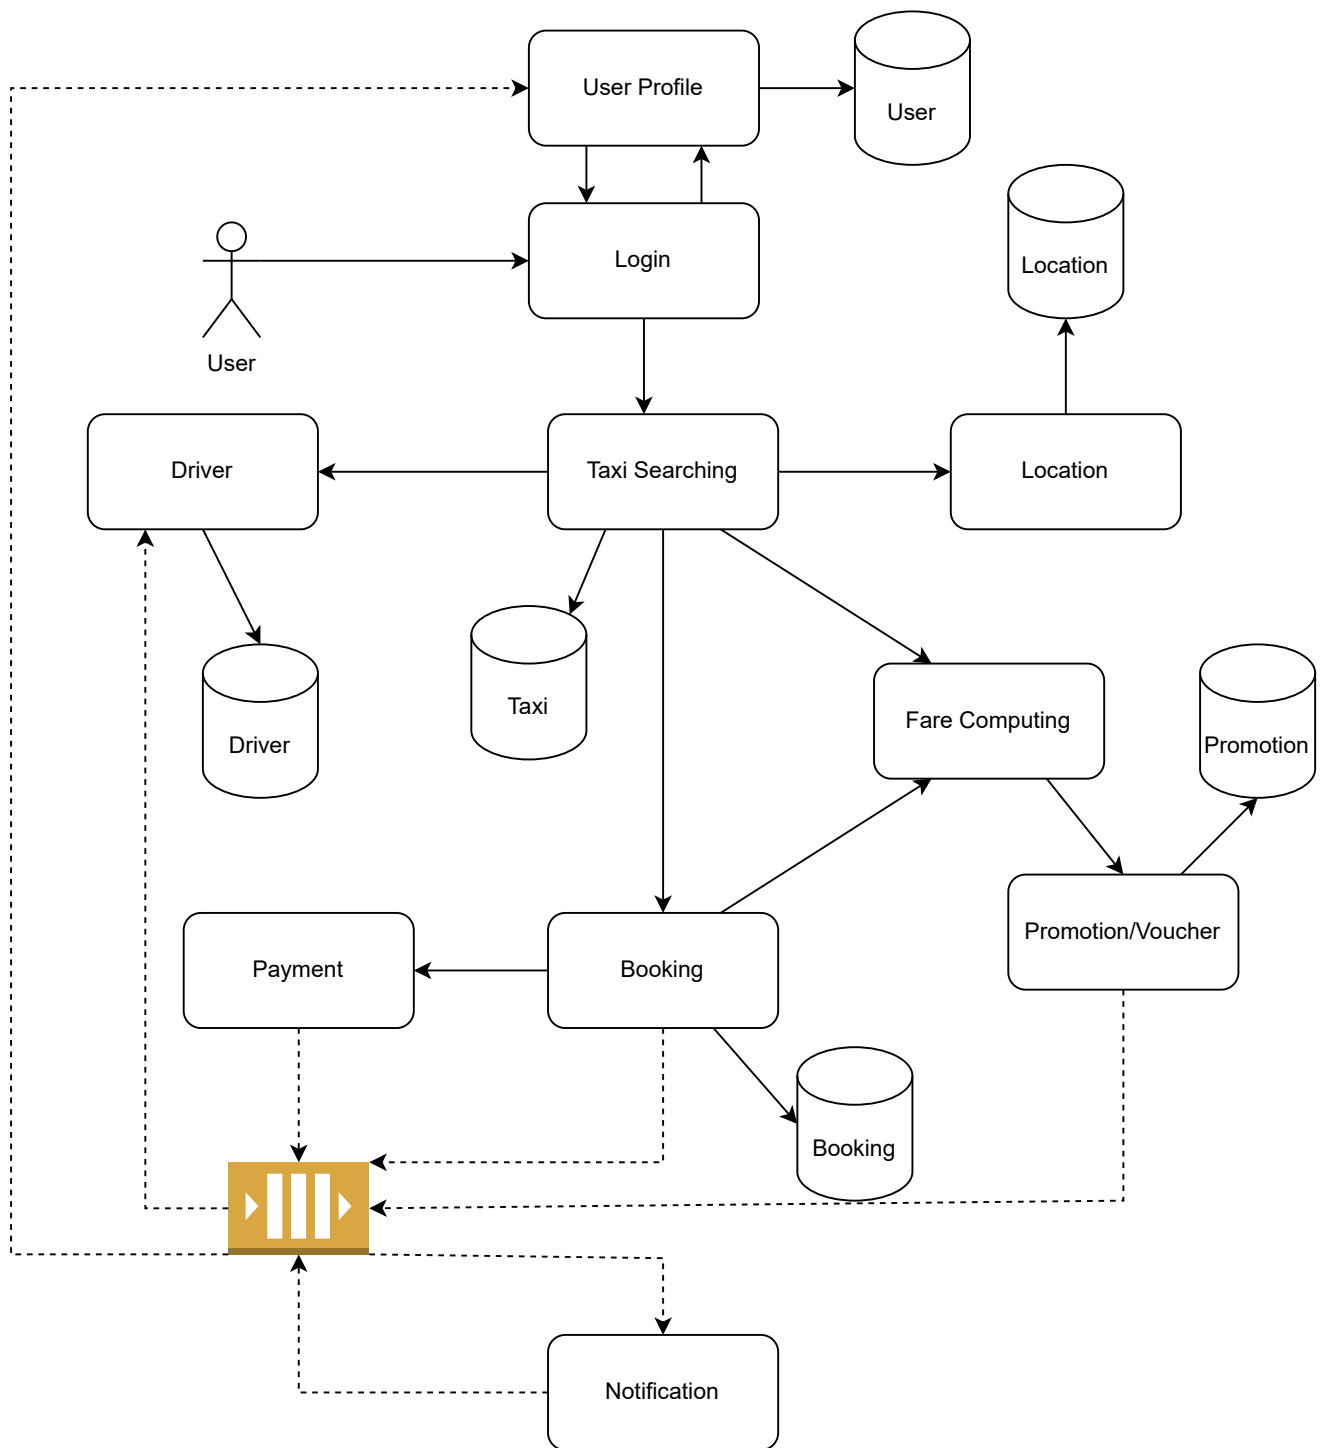 User Profile
User
Login
Location
User
Driver
Taxi Searching
Location
Taxi
Fare Computing
Driver
Promotion
Payment
Booking
Promotion/Voucher
Booking
Notification